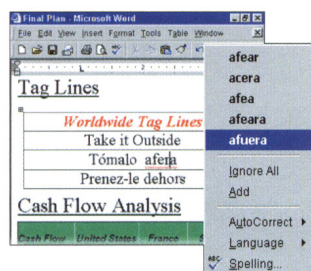 Final Plan - Microsoft Word
File Edit View Insert Format Tools Table Window
Tag Lines
Worldwide Tag Lines
Take it Outside
Tómalo afera
Prenez-le dehors
Cash Flow Analysis
Cash Flow United States France
afear
acera
afea
afeara
afuera
Ignore All
Add
AutoCorrect
Language
ABC Spelling...